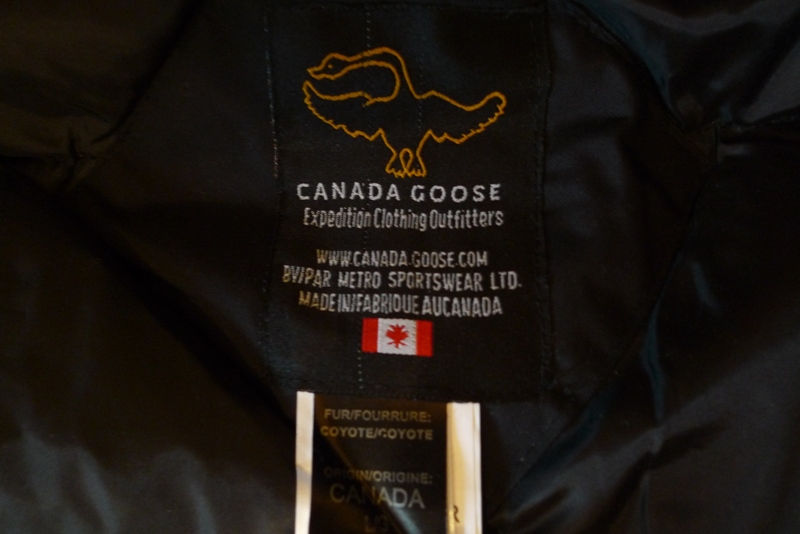 CANADA GOOSE
Expedition Clothing Outfitters
WWW.CANADA.GOOSE.COM
BY/PAR METRO SPORTSWEAR LTD.
MADE IN/FABRIQUE AU CANADA
FUR/FOURRURE:
COYOTE/COYOTE
ORIGIN/ORIGINE:
CANADA